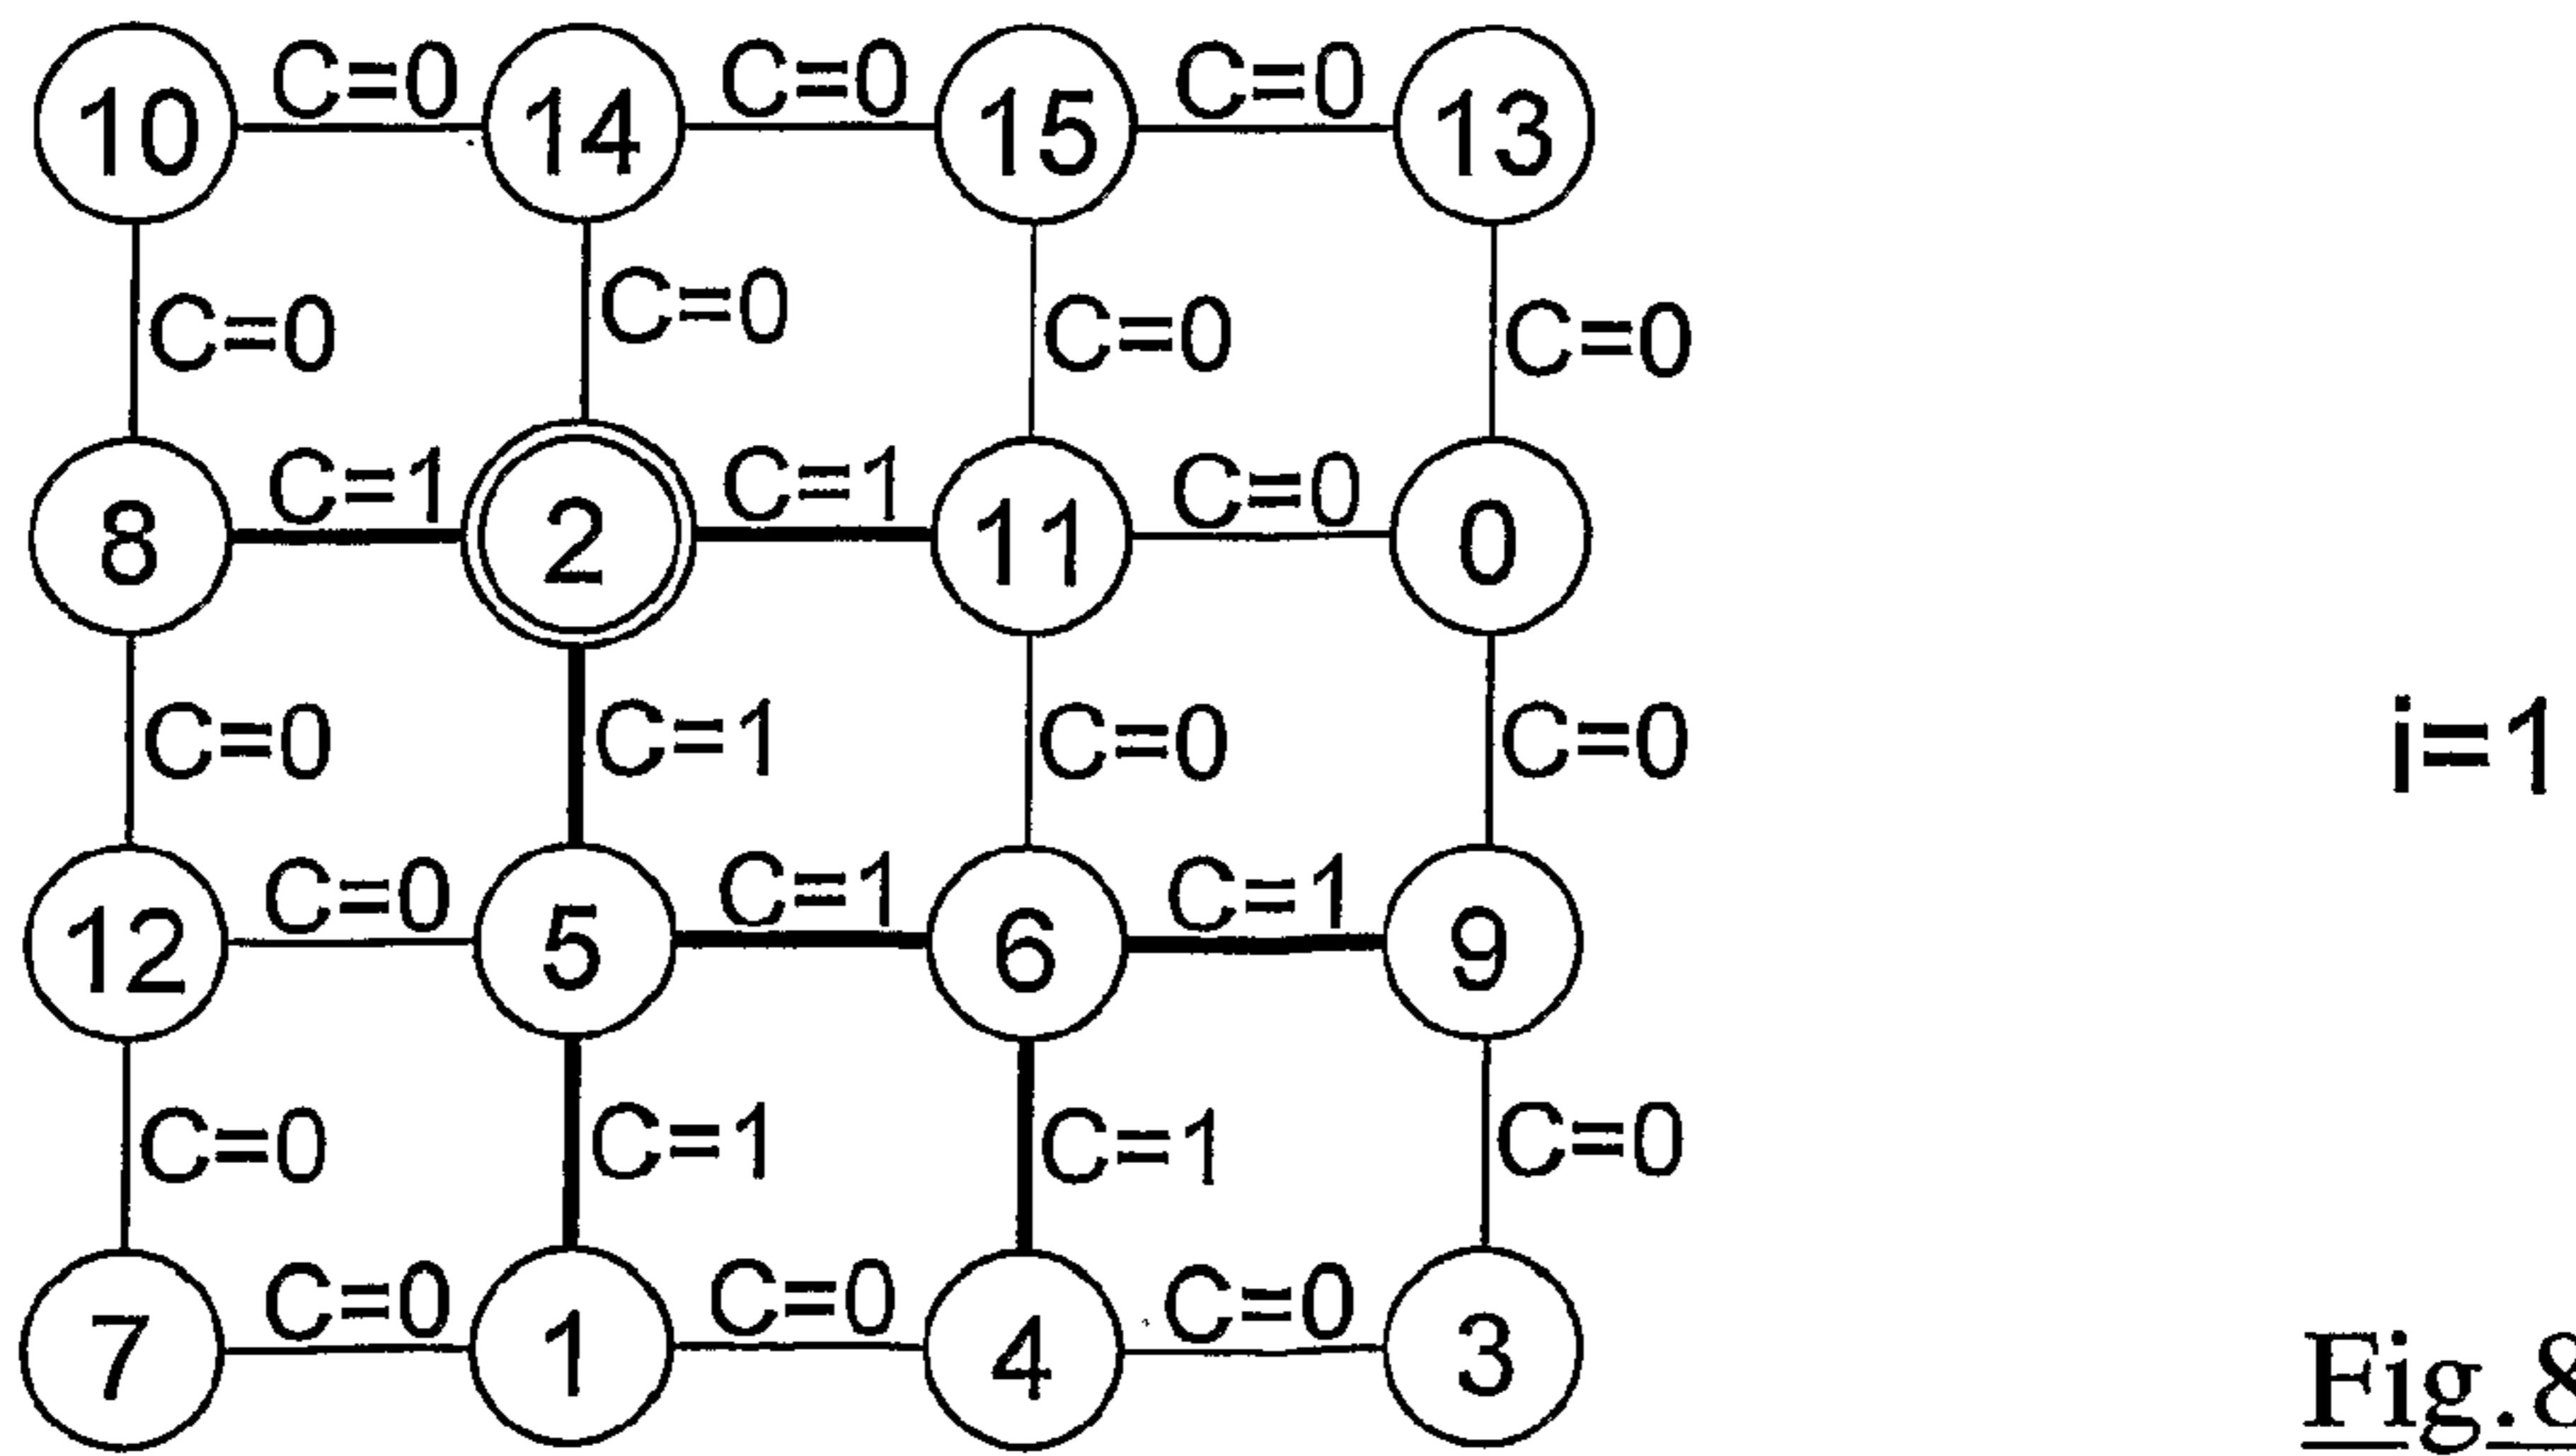 10 C=0 14 C=0 15 C=0 13
C=0 C=0 C=0 C=0
8 C=1 2 C=1 11 C=0 0
C=0 C=1 C=0 C=0
i=1
12 C=0 5 C=1 6 C=1 9
C=0 C=1 C=1 C=0
7 C=0 1 C=0 4 C=0 3
Fig.8